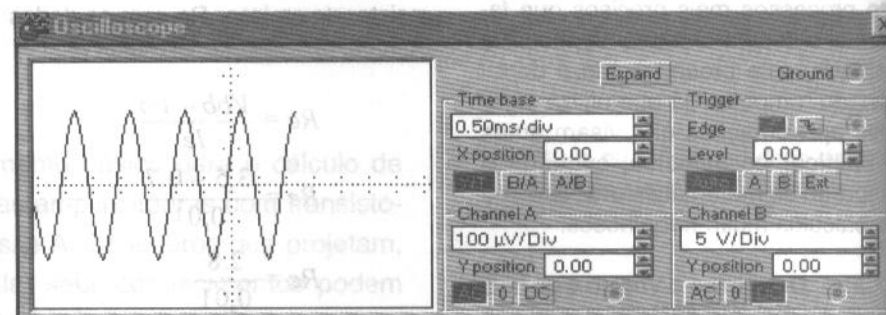 Oscilloscope
Expand Ground
Time base Trigger
0.50ms/div Edge
X position 0.00 Level 0.00
Y/T B/A A/B Auto A B Ext
Channel A Channel B
100 µV/Div 5 V/Div
Y position 0.00 Y position 0.00
AC 0 DC AC 0 DC